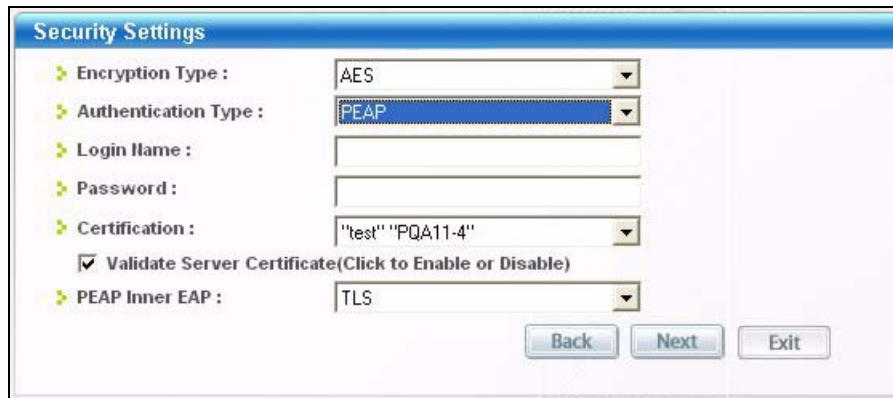 Security Settings
Encryption Type : AES
Authentication Type : PEAP
Login Name :
Password :
Certification : "test" "PQA11-4"
Validate Server Certificate(Click to Enable or Disable)
PEAP Inner EAP : TLS
Back Next Exit